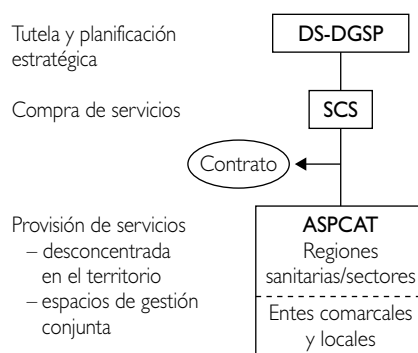 Tutela y planificación
estratégica
DS-DGSP
Compra de servicios
SCS
Contrato
Provisión de servicios
– desconcentrada
en el territorio
– espacios de gestión
conjunta
ASPCAT
Regiones
sanitarias/sectores
Entes comarcales
y locales